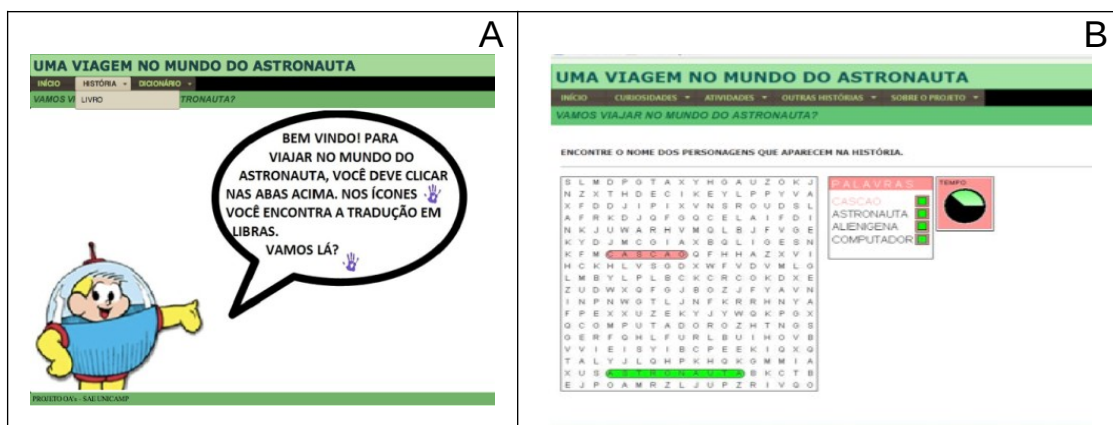 A
UMA VIAGEM NO MUNDO DO ASTRONAUTA
INÍCIO HISTÓRIA DICIONÁRIO
VAMOS VI LIVRO TRONAUTA?
BEM VINDO! PARA
VIAJAR NO MUNDO DO
ASTRONAUTA, VOCÊ DEVE CLICAR
NAS ABAS ACIMA. NOS ÍCONES
VOCÊ ENCONTRA A TRADUÇÃO EM
LIBRAS.
VAMOS LÁ?
PROJETO OA's - SAE UNICAMP
B
UMA VIAGEM NO MUNDO DO ASTRONAUTA
INÍCIO CURIOSIDADES ATIVIDADES OUTRAS HISTÓRIAS SOBRE O PROJETO
VAMOS VIAJAR NO MUNDO DO ASTRONAUTA?
ENCONTRE O NOME DOS PERSONAGENS QUE APARECEM NA HISTÓRIA.
S L M D P G T A X Y H G A U Z O K J
N Z X T H D E C I K E Y L P P Y V A
X F D D J I P I X V N S R O U D S L
A F R K D J Q F G Q C E L A I F D I
N K J U W A R H V M Q L B J F V G E
K Y D J M C G I A X B Q L I G E S N
K F M C A S C A O Q F H H A Z X V I
H C K H L V S G D X W F V D V M L G
L M B Y L P L B C K C R C G K D X E
Z U D W X Q F G J B O Z J F Y A V N
I N P N W G T L J N F K R R H N Y A
F P E X X U Z E K Y J Y W Q K P G X
Q C O M P U T A D O R O Z H T N G S
G E R F Q H L F U R L B U I H O V B
V V I E I S Y I B C P E E K I Q X Q
T A L Y J L Q H P K H Q K G M M I A
X U S A S T R O N A U T A B K C T B
E J P O A M R Z L J U P Z R I V Q G
PALAVRAS
CASCAO
ASTRONAUTA
ALIENIGENA
COMPUTADOR
TEMPO